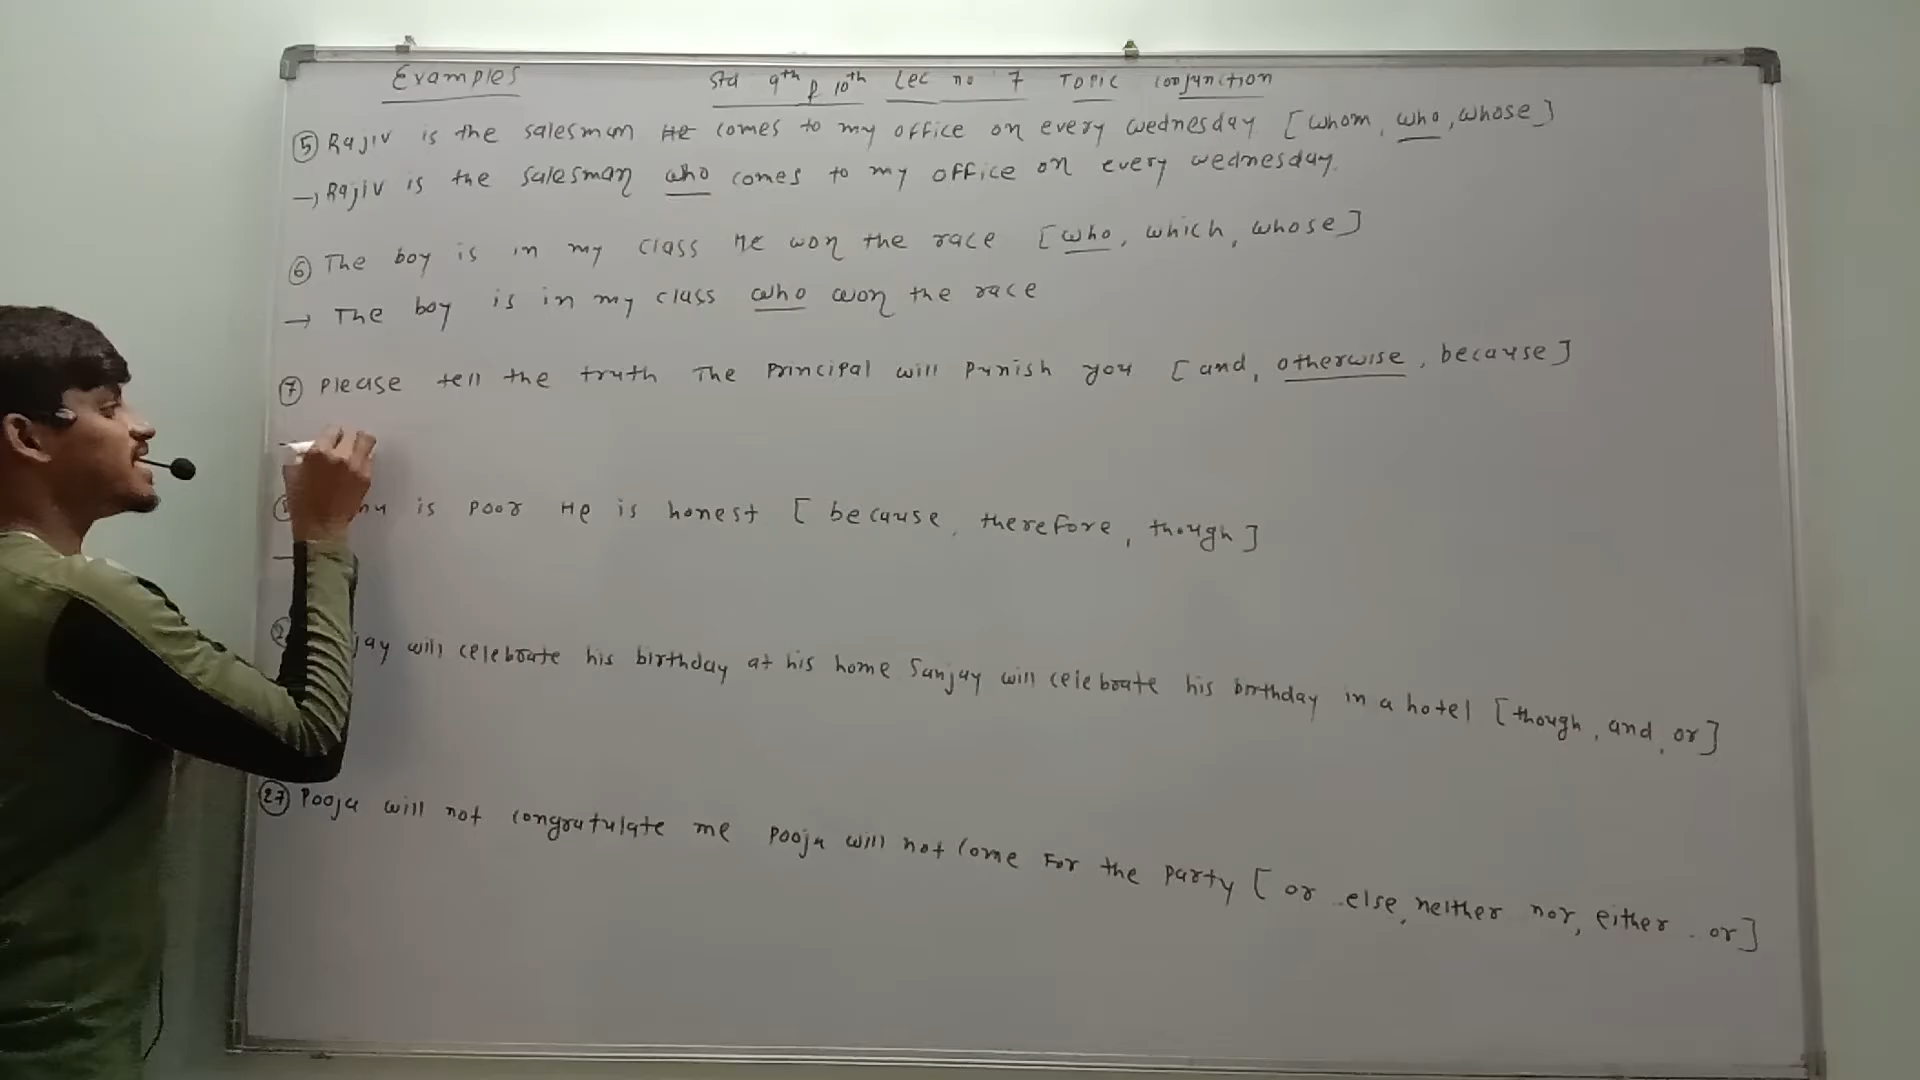 Examples
Std 9th & 10th Lec no 7 Topic conjunction
⑤ Rajiv is the salesman He comes to my office on every wednesday [whom, who, whose]
→ Rajiv is the salesman who comes to my office on every wednesday.
⑥ The boy is in my class He won the race [who, which, whose]
→ The boy is in my class who won the race
⑦ Please tell the truth The principal will punish you [and, otherwise, because]
is poor He is honest [because, therefore, though]
will celebrate his birthday at his home Sanjay will celebrate his birthday in a hotel [though, and, or]
㉗ Pooja will not congratulate me Pooja will not come For the party [or else, neither nor, either .. or]